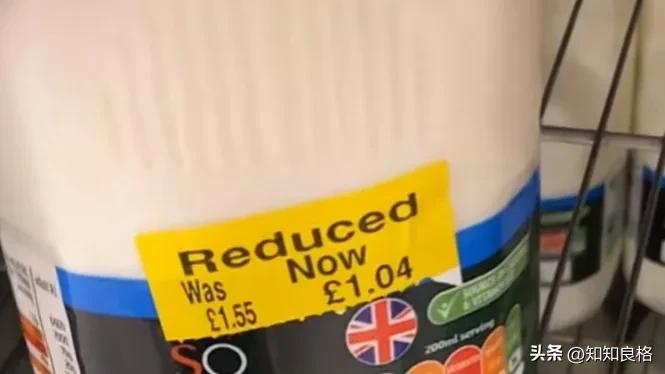 Reduced
Was Now
£1.55 £1.04
SO
200ml serving
头条 @知知良格